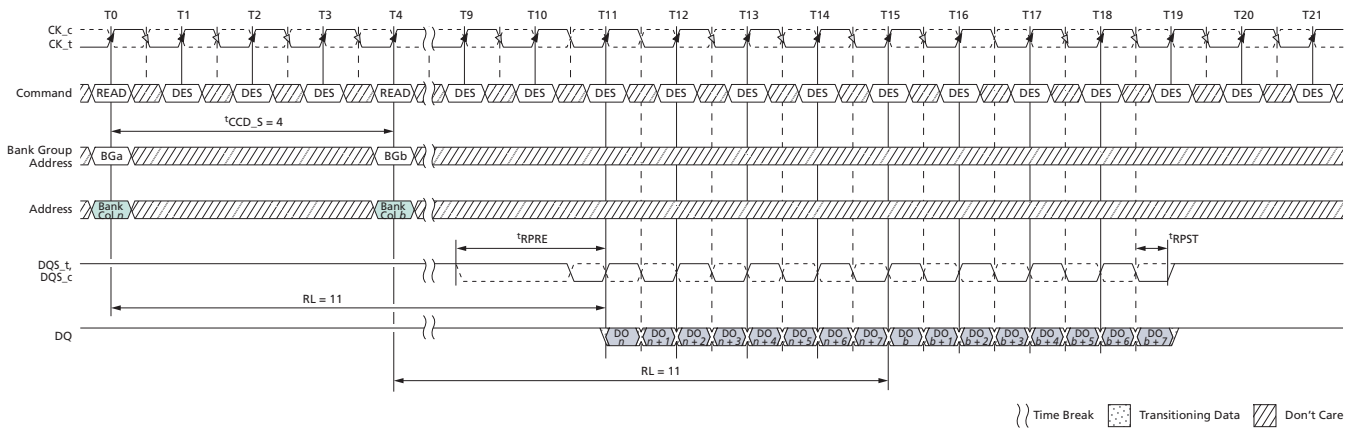 T0 T1 T2 T3 T4 T9 T10 T11 T12 T13 T14 T15 T16 T17 T18 T19 T20 T21
CK_c
CK_t
Command READ DES DES DES READ DES DES DES DES DES DES DES DES DES DES DES DES DES
tCCD_S = 4
Bank Group
Address
BGa BGb
Address
Bank
Col n
Bank
Col b
tRPRE tRPST
DQS_t,
DQS_c
RL = 11
DQ
DO
n
DO
n + 1
DO
n + 2
DO
n + 3
DO
n + 4
DO
n + 5
DO
n + 6
DO
n + 7
DO
b
DO
b + 1
DO
b + 2
DO
b + 3
DO
b + 4
DO
b + 5
DO
b + 6
DO
b + 7
RL = 11
Time Break Transitioning Data Don't Care